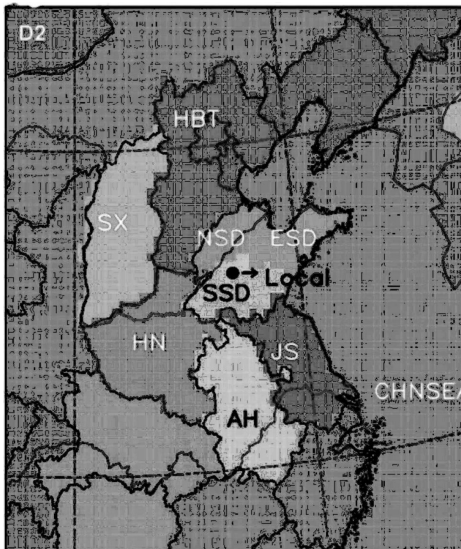 D2
HBT
SX
NSD ESD
SSD → Local
HN
JS
AH
CHNSEA